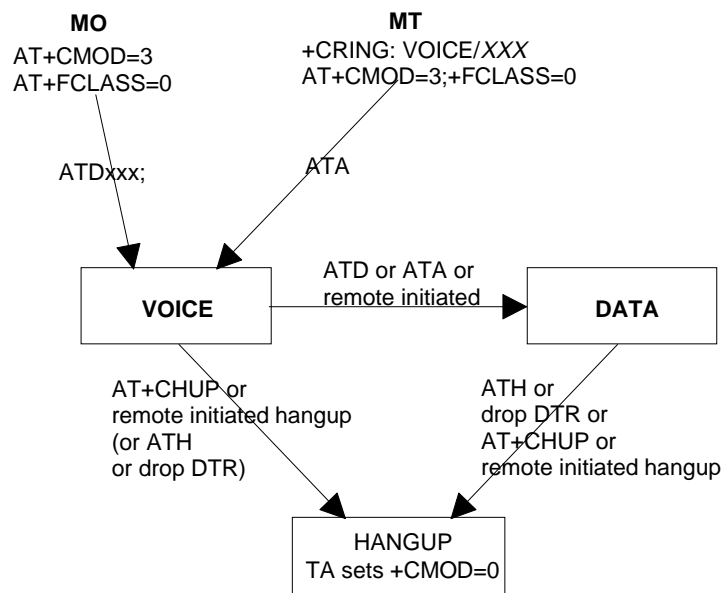 MO
AT+CMOD=3
AT+FCLASS=0
MT
+CRING: VOICE/XXX
AT+CMOD=3;+FCLASS=0
ATDxxx;
ATA
VOICE
ATD or ATA or
remote initiated
DATA
AT+CHUP or
remote initiated hangup
(or ATH
or drop DTR)
ATH or
drop DTR or
AT+CHUP or
remote initiated hangup
HANGUP
TA sets +CMOD=0